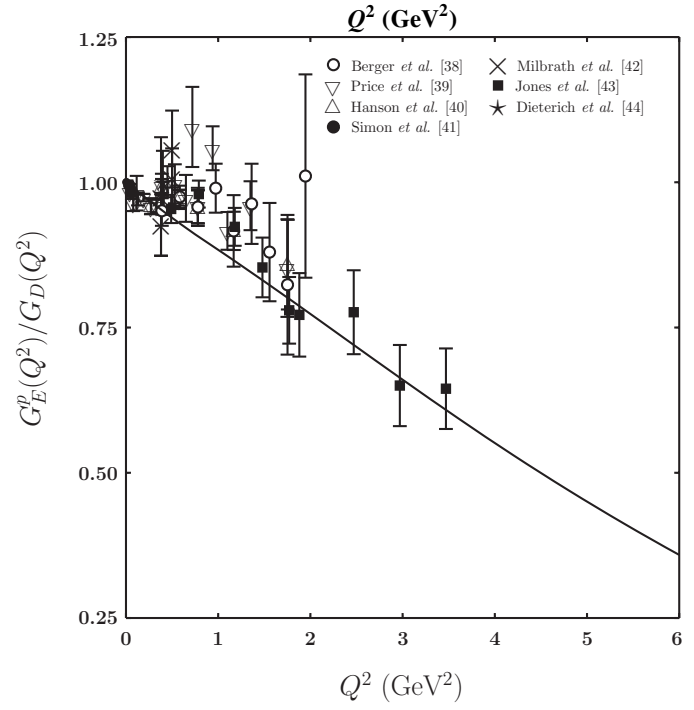 Q² (GeV²)
1.25
1.00
0.75
0.50
0.25
G_E^p(Q²)/G_D(Q²)
Berger et al. [38]
Price et al. [39]
Hanson et al. [40]
Simon et al. [41]
Milbrath et al. [42]
Jones et al. [43]
Dieterich et al. [44]
0 1 2 3 4 5 6
Q² (GeV²)